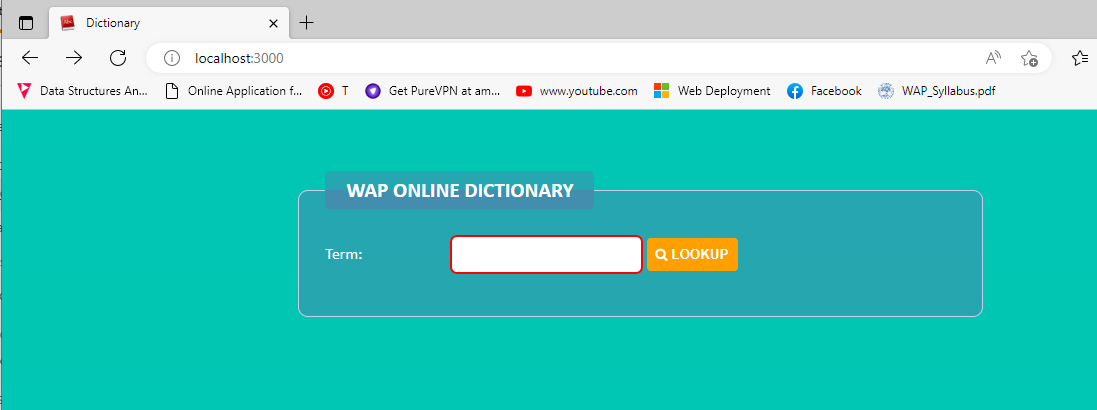 Dictionary
localhost:3000
Data Structures An... Online Application f... T Get PureVPN at am... www.youtube.com Web Deployment Facebook WAP_Syllabus.pdf
WAP ONLINE DICTIONARY
Term: LOOKUP